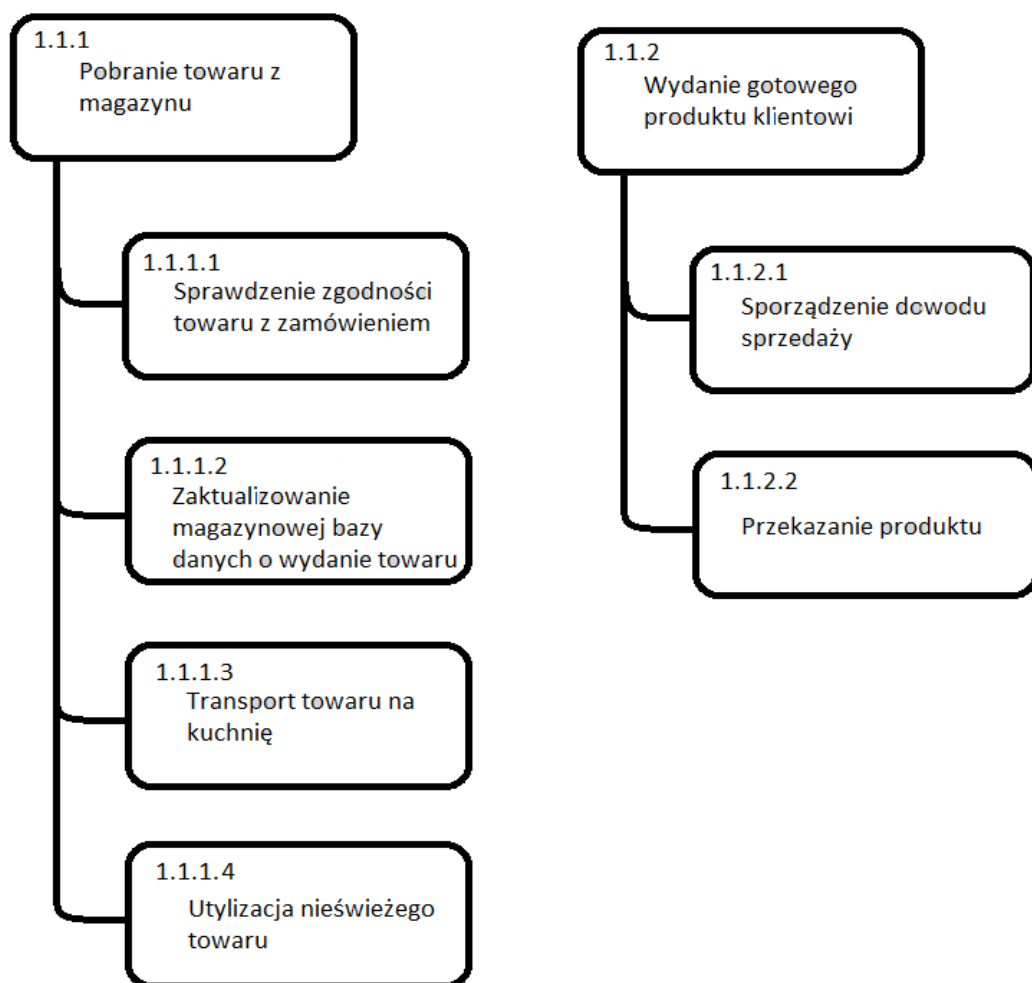 1.1.1
Pobranie towaru z
magazynu
1.1.1.1
Sprawdzenie zgodności
towaru z zamówieniem
1.1.1.2
Zaktualizowanie
magazynowej bazy
danych o wydanie towaru
1.1.1.3
Transport towaru na
kuchnię
1.1.1.4
Utylizacja nieświeżego
towaru
1.1.2
Wydanie gotowego
produktu klientowi
1.1.2.1
Sporządzenie dowodu
sprzedaży
1.1.2.2
Przekazanie produktu